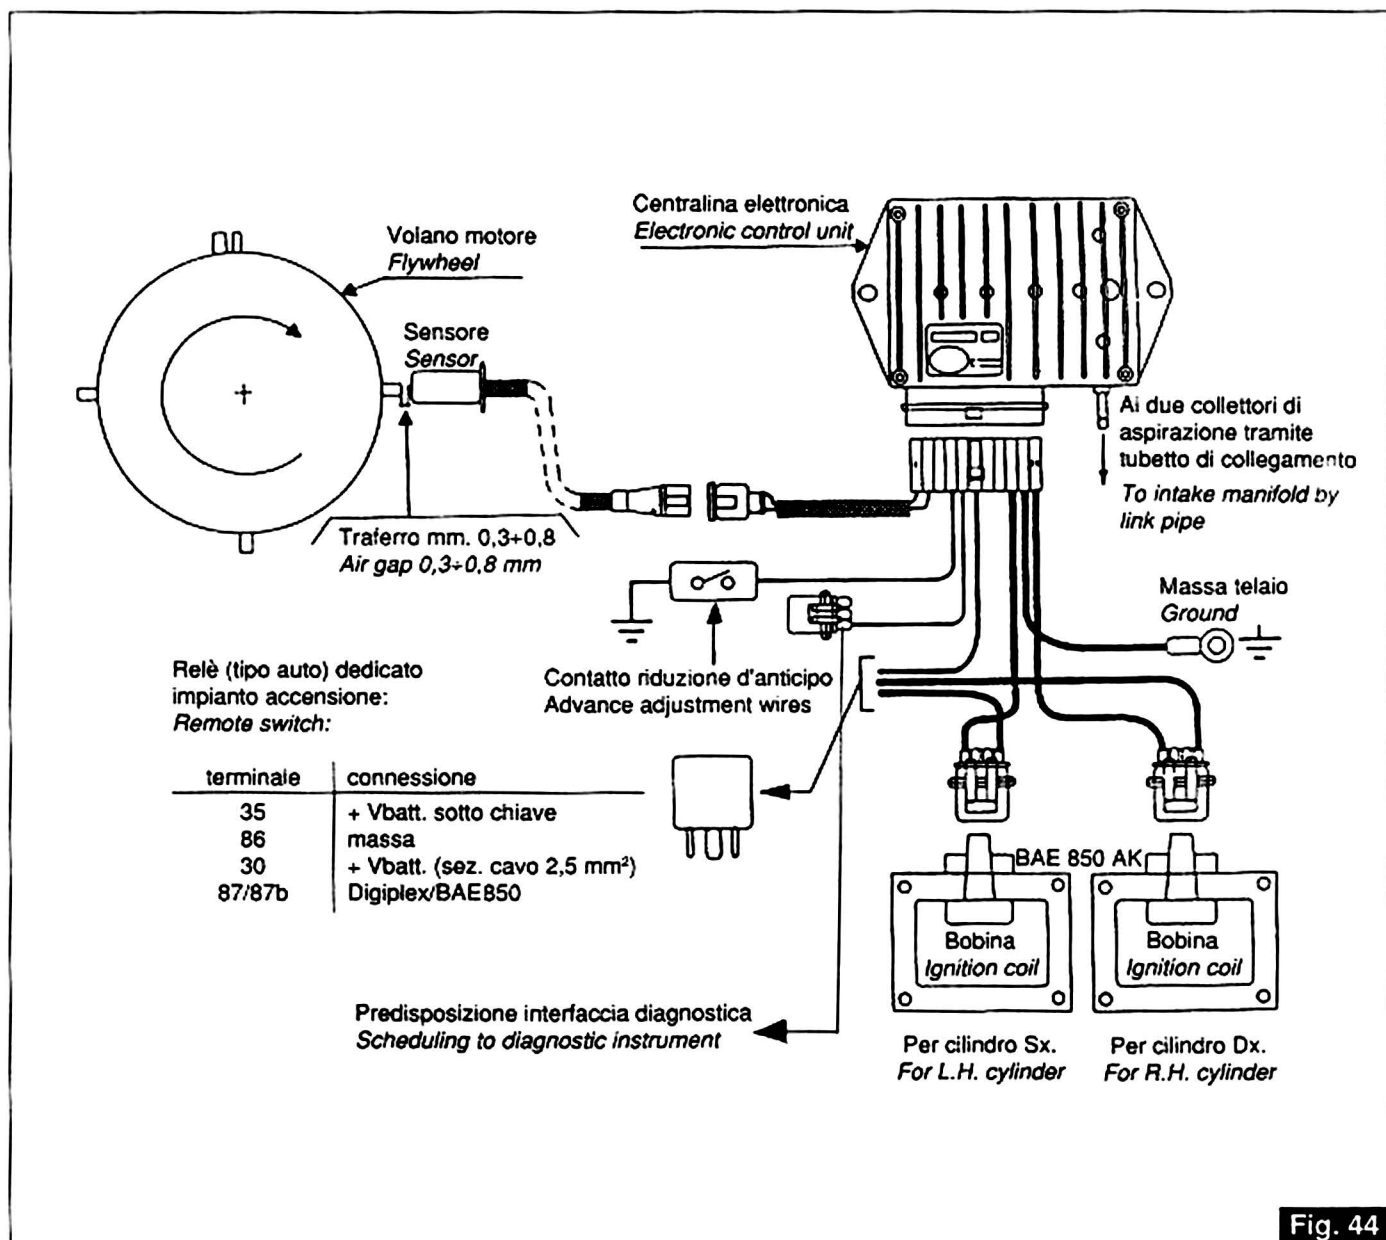 Centralina elettronica
Electronic control unit
Volano motore
Flywheel
Sensore
Sensor
Ai due collettori di
aspirazione tramite
tubetto di collegamento
To intake manifold by
link pipe
Traferro mm. 0,3÷0,8
Air gap 0,3÷0,8 mm
Massa telaio
Ground
Contatto riduzione d'anticipo
Advance adjustment wires
Relè (tipo auto) dedicato
impianto accensione:
Remote switch:
terminale connessione
35 + Vbatt. sotto chiave
86 massa
30 + Vbatt. (sez. cavo 2,5 mm²)
87/87b Digiplex/BAE850
BAE 850 AK
Bobina
Ignition coil
Bobina
Ignition coil
Predisposizione interfaccia diagnostica
Scheduling to diagnostic instrument
Per cilindro Sx.
For L.H. cylinder
Per cilindro Dx.
For R.H. cylinder
Fig. 44